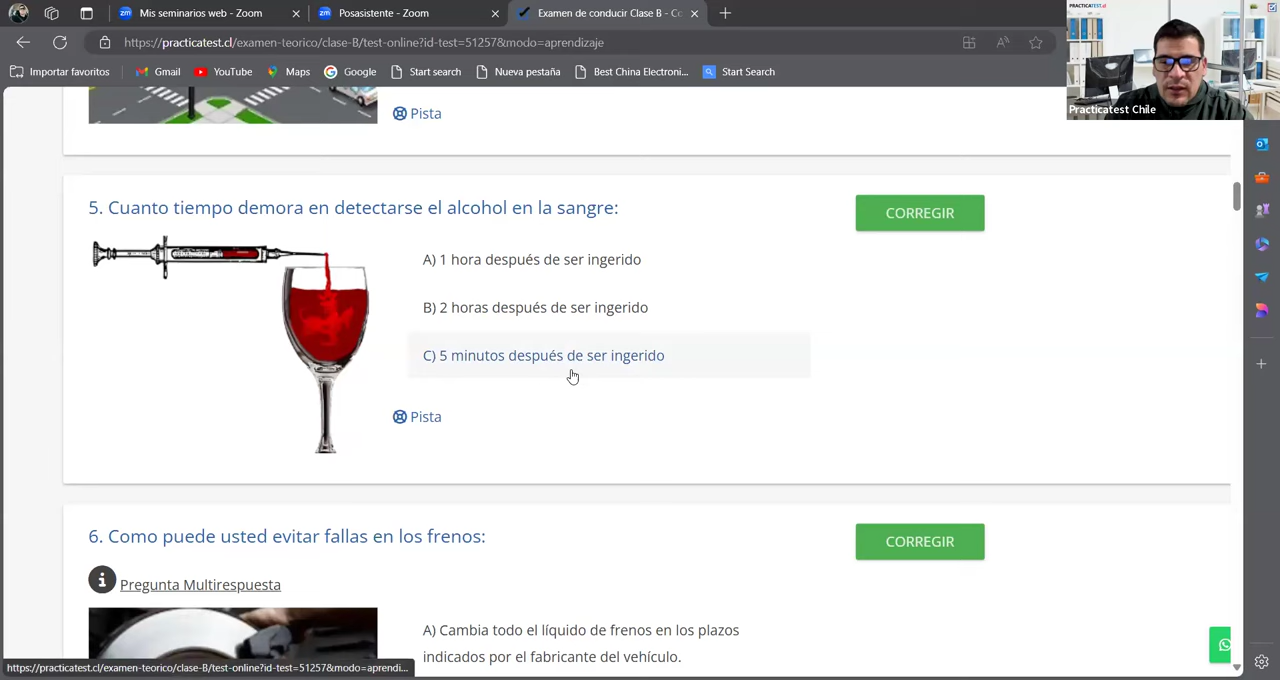 Mis seminarios web - Zoom
Posasistente - Zoom
Examen de conducir Clase B - Co
https://practicatest.cl/examen-teorico/clase-B/test-online?id-test=51257&modo=aprendizaje
Importar favoritos
Gmail
YouTube
Maps
Google
Start search
Nueva pestaña
Best China Electroni...
Start Search
PRACTICATEST.cl
Practicatest Chile
Pista
5. Cuanto tiempo demora en detectarse el alcohol en la sangre:
CORREGIR
A) 1 hora después de ser ingerido
B) 2 horas después de ser ingerido
C) 5 minutos después de ser ingerido
Pista
6. Como puede usted evitar fallas en los frenos:
CORREGIR
Pregunta Multirespuesta
A) Cambia todo el líquido de frenos en los plazos
indicados por el fabricante del vehículo.
https://practicatest.cl/examen-teorico/clase-B/test-online?id-test=51257&modo=aprendi...